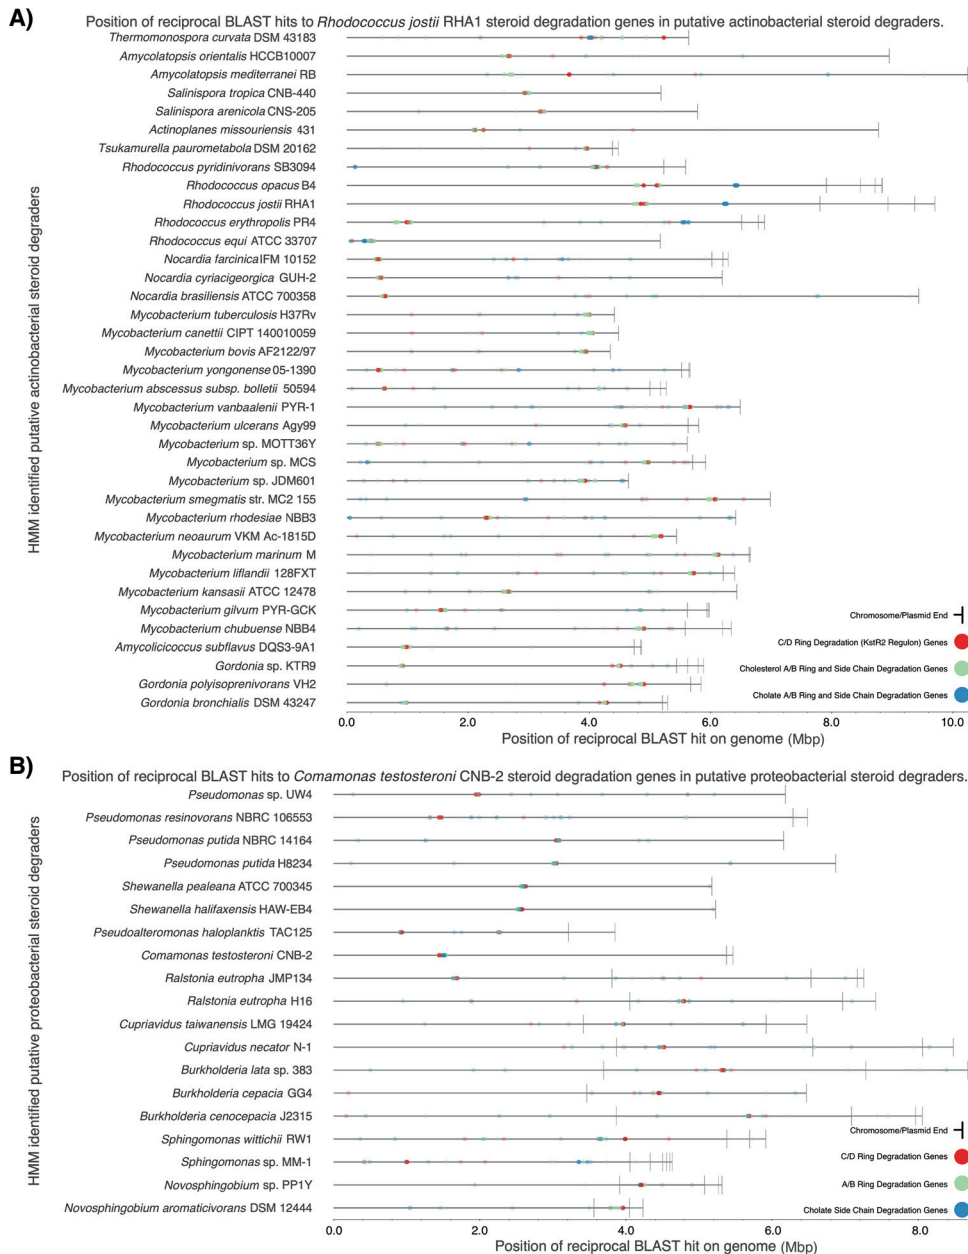 A)
Position of reciprocal BLAST hits to Rhodococcus jostii RHA1 steroid degradation genes in putative actinobacterial steroid degraders.
HMM identified putative actinobacterial steroid degraders
Thermomonospora curvata DSM 43183
Amycolatopsis orientalis HCCB10007
Amycolatopsis mediterranei RB
Salinispora tropica CNB-440
Salinispora arenicola CNS-205
Actinoplanes missouriensis 431
Tsukamurella paurometabola DSM 20162
Rhodococcus pyridinivorans SB3094
Rhodococcus opacus B4
Rhodococcus jostii RHA1
Rhodococcus erythropolis PR4
Rhodococcus equi ATCC 33707
Nocardia farcinica IFM 10152
Nocardia cyriacigeorgica GUH-2
Nocardia brasiliensis ATCC 700358
Mycobacterium tuberculosis H37Rv
Mycobacterium canettii CIPT 140010059
Mycobacterium bovis AF2122/97
Mycobacterium yongonense 05-1390
Mycobacterium abscessus subsp. bolletii 50594
Mycobacterium vanbaalenii PYR-1
Mycobacterium ulcerans Agy99
Mycobacterium sp. MOTT36Y
Mycobacterium sp. MCS
Mycobacterium sp. JDM601
Mycobacterium smegmatis str. MC2 155
Mycobacterium rhodesiae NBB3
Mycobacterium neoaurum VKM Ac-1815D
Mycobacterium marinum M
Mycobacterium liflandii 128FXT
Mycobacterium kansasii ATCC 12478
Mycobacterium gilvum PYR-GCK
Mycobacterium chubuense NBB4
Amycolicicoccus subflavus DQS3-9A1
Gordonia sp. KTR9
Gordonia polyisoprenivorans VH2
Gordonia bronchialis DSM 43247
Chromosome/Plasmid End
C/D Ring Degradation (KstR2 Regulon) Genes
Cholesterol A/B Ring and Side Chain Degradation Genes
Cholate A/B Ring and Side Chain Degradation Genes
0.0 2.0 4.0 6.0 8.0 10.0
Position of reciprocal BLAST hit on genome (Mbp)
B)
Position of reciprocal BLAST hits to Comamonas testosteroni CNB-2 steroid degradation genes in putative proteobacterial steroid degraders.
HMM identified putative proteobacterial steroid degraders
Pseudomonas sp. UW4
Pseudomonas resinovorans NBRC 106553
Pseudomonas putida NBRC 14164
Pseudomonas putida H8234
Shewanella pealeana ATCC 700345
Shewanella halifaxensis HAW-EB4
Pseudoalteromonas haloplanktis TAC125
Comamonas testosteroni CNB-2
Ralstonia eutropha JMP134
Ralstonia eutropha H16
Cupriavidus taiwanensis LMG 19424
Cupriavidus necator N-1
Burkholderia lata sp. 383
Burkholderia cepacia GG4
Burkholderia cenocepacia J2315
Sphingomonas wittichii RW1
Sphingomonas sp. MM-1
Novosphingobium sp. PP1Y
Novosphingobium aromaticivorans DSM 12444
Chromosome/Plasmid End
C/D Ring Degradation Genes
A/B Ring Degradation Genes
Cholate Side Chain Degradation Genes
0.0 2.0 4.0 6.0 8.0
Position of reciprocal BLAST hit on genome (Mbp)